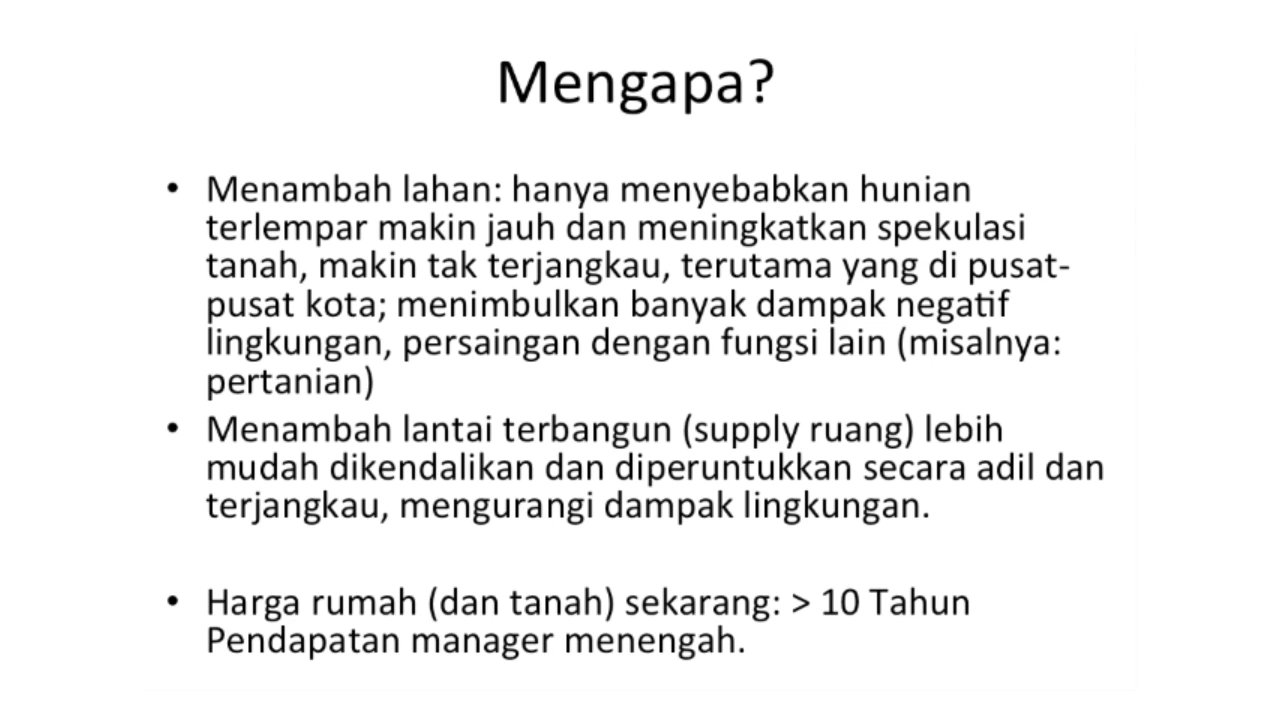 Mengapa?
• Menambah lahan: hanya menyebabkan hunian
terlempar makin jauh dan meningkatkan spekulasi
tanah, makin tak terjangkau, terutama yang di pusat-
pusat kota; menimbulkan banyak dampak negatif
lingkungan, persaingan dengan fungsi lain (misalnya:
pertanian)
• Menambah lantai terbangun (supply ruang) lebih
mudah dikendalikan dan diperuntukkan secara adil dan
terjangkau, mengurangi dampak lingkungan.
• Harga rumah (dan tanah) sekarang: > 10 Tahun
Pendapatan manager menengah.